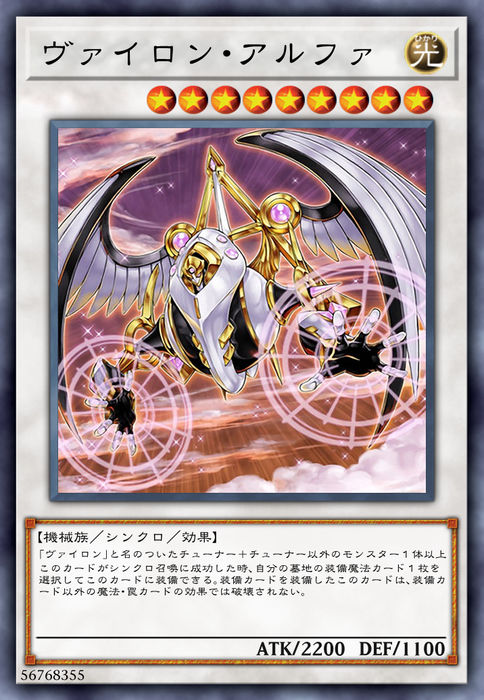 ヴァイロン・アルファ
ひかり
光
【機械族／シンクロ／効果】
「ヴァイロン」と名のついたチューナー＋チューナー以外のモンスター１体以上
このカードがシンクロ召喚に成功した時、自分の墓地の装備魔法カード１枚を
選択してこのカードに装備できる。装備カードを装備したこのカードは、装備カ
ード以外の魔法・罠カードの効果では破壊されない。
ATK/2200 DEF/1100
56768355